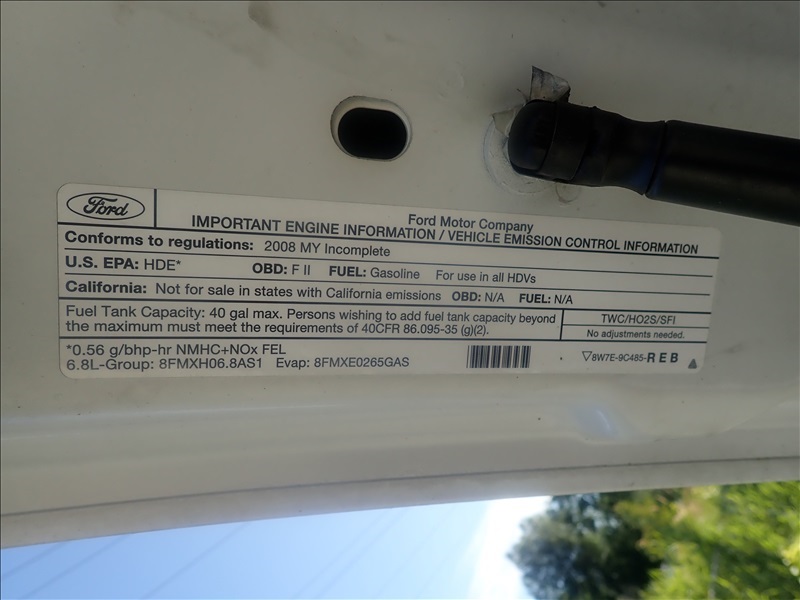 Ford
Ford Motor Company
IMPORTANT ENGINE INFORMATION / VEHICLE EMISSION CONTROL INFORMATION
Conforms to regulations: 2008 MY Incomplete
U.S. EPA: HDE* OBD: F II FUEL: Gasoline For use in all HDVs
California: Not for sale in states with California emissions OBD: N/A FUEL: N/A
Fuel Tank Capacity: 40 gal max. Persons wishing to add fuel tank capacity beyond
the maximum must meet the requirements of 40CFR 86.095-35 (g)(2).
TWC/HO2S/SFI
No adjustments needed.
*0.56 g/bhp-hr NMHC+NOx FEL
6.8L-Group: 8FMXH06.8AS1 Evap: 8FMXE0265GAS
▽8W7E-9C485-R E B